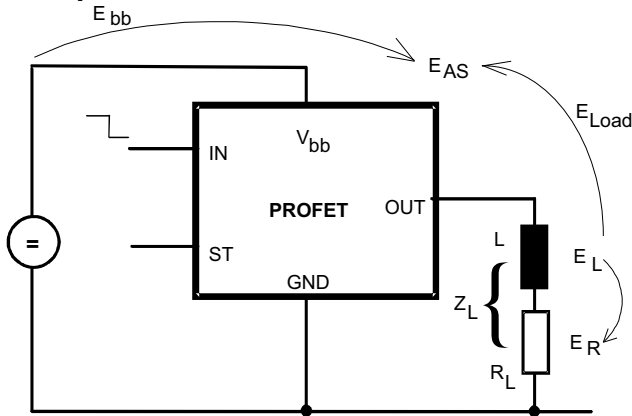 E bb
E AS
E Load
IN
V bb
PROFET
OUT
ST
GND
L
E L
Z L
{
E R
R L
=